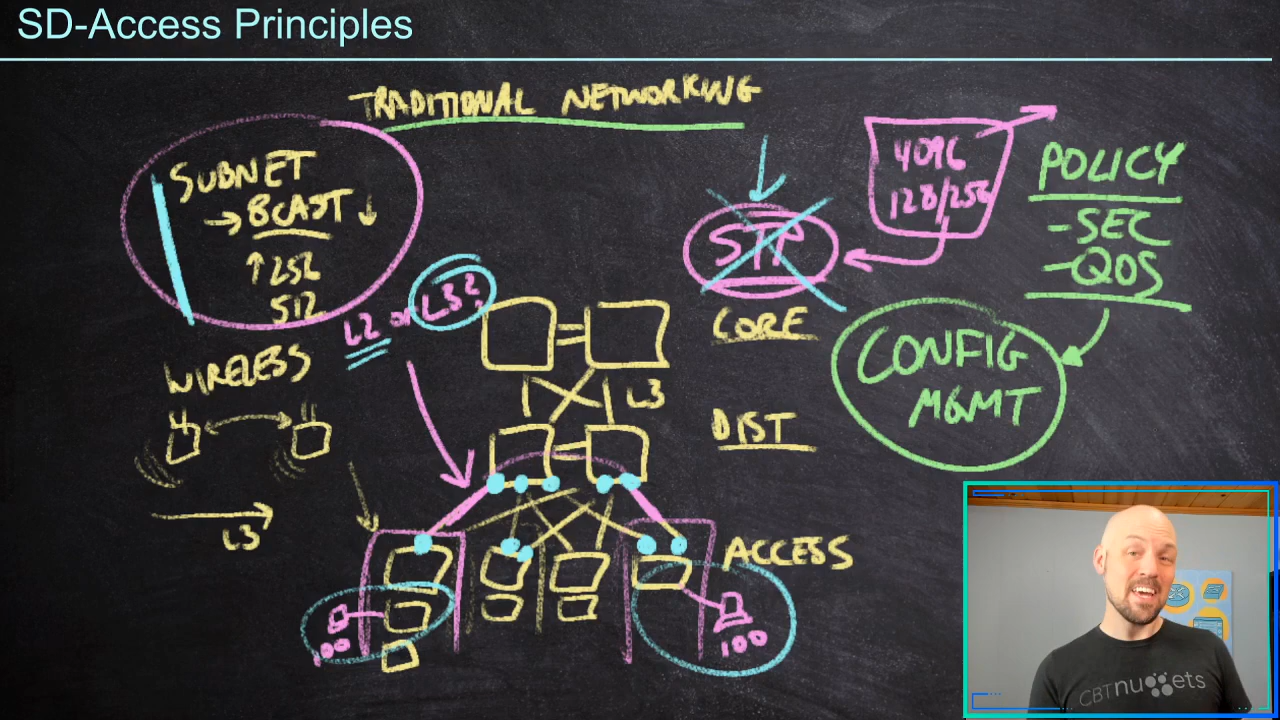 SD-Access Principles
TRADITIONAL NETWORKING
SUBNET
→ BCAST ↓
↑ 252
512
L2 or L3?
WIRELESS
L3
STP
4096
128/256
POLICY
- SEC
- QOS
CONFIG
MGMT
CORE
L3
DIST
ACCESS
100
100
CBTnuggets